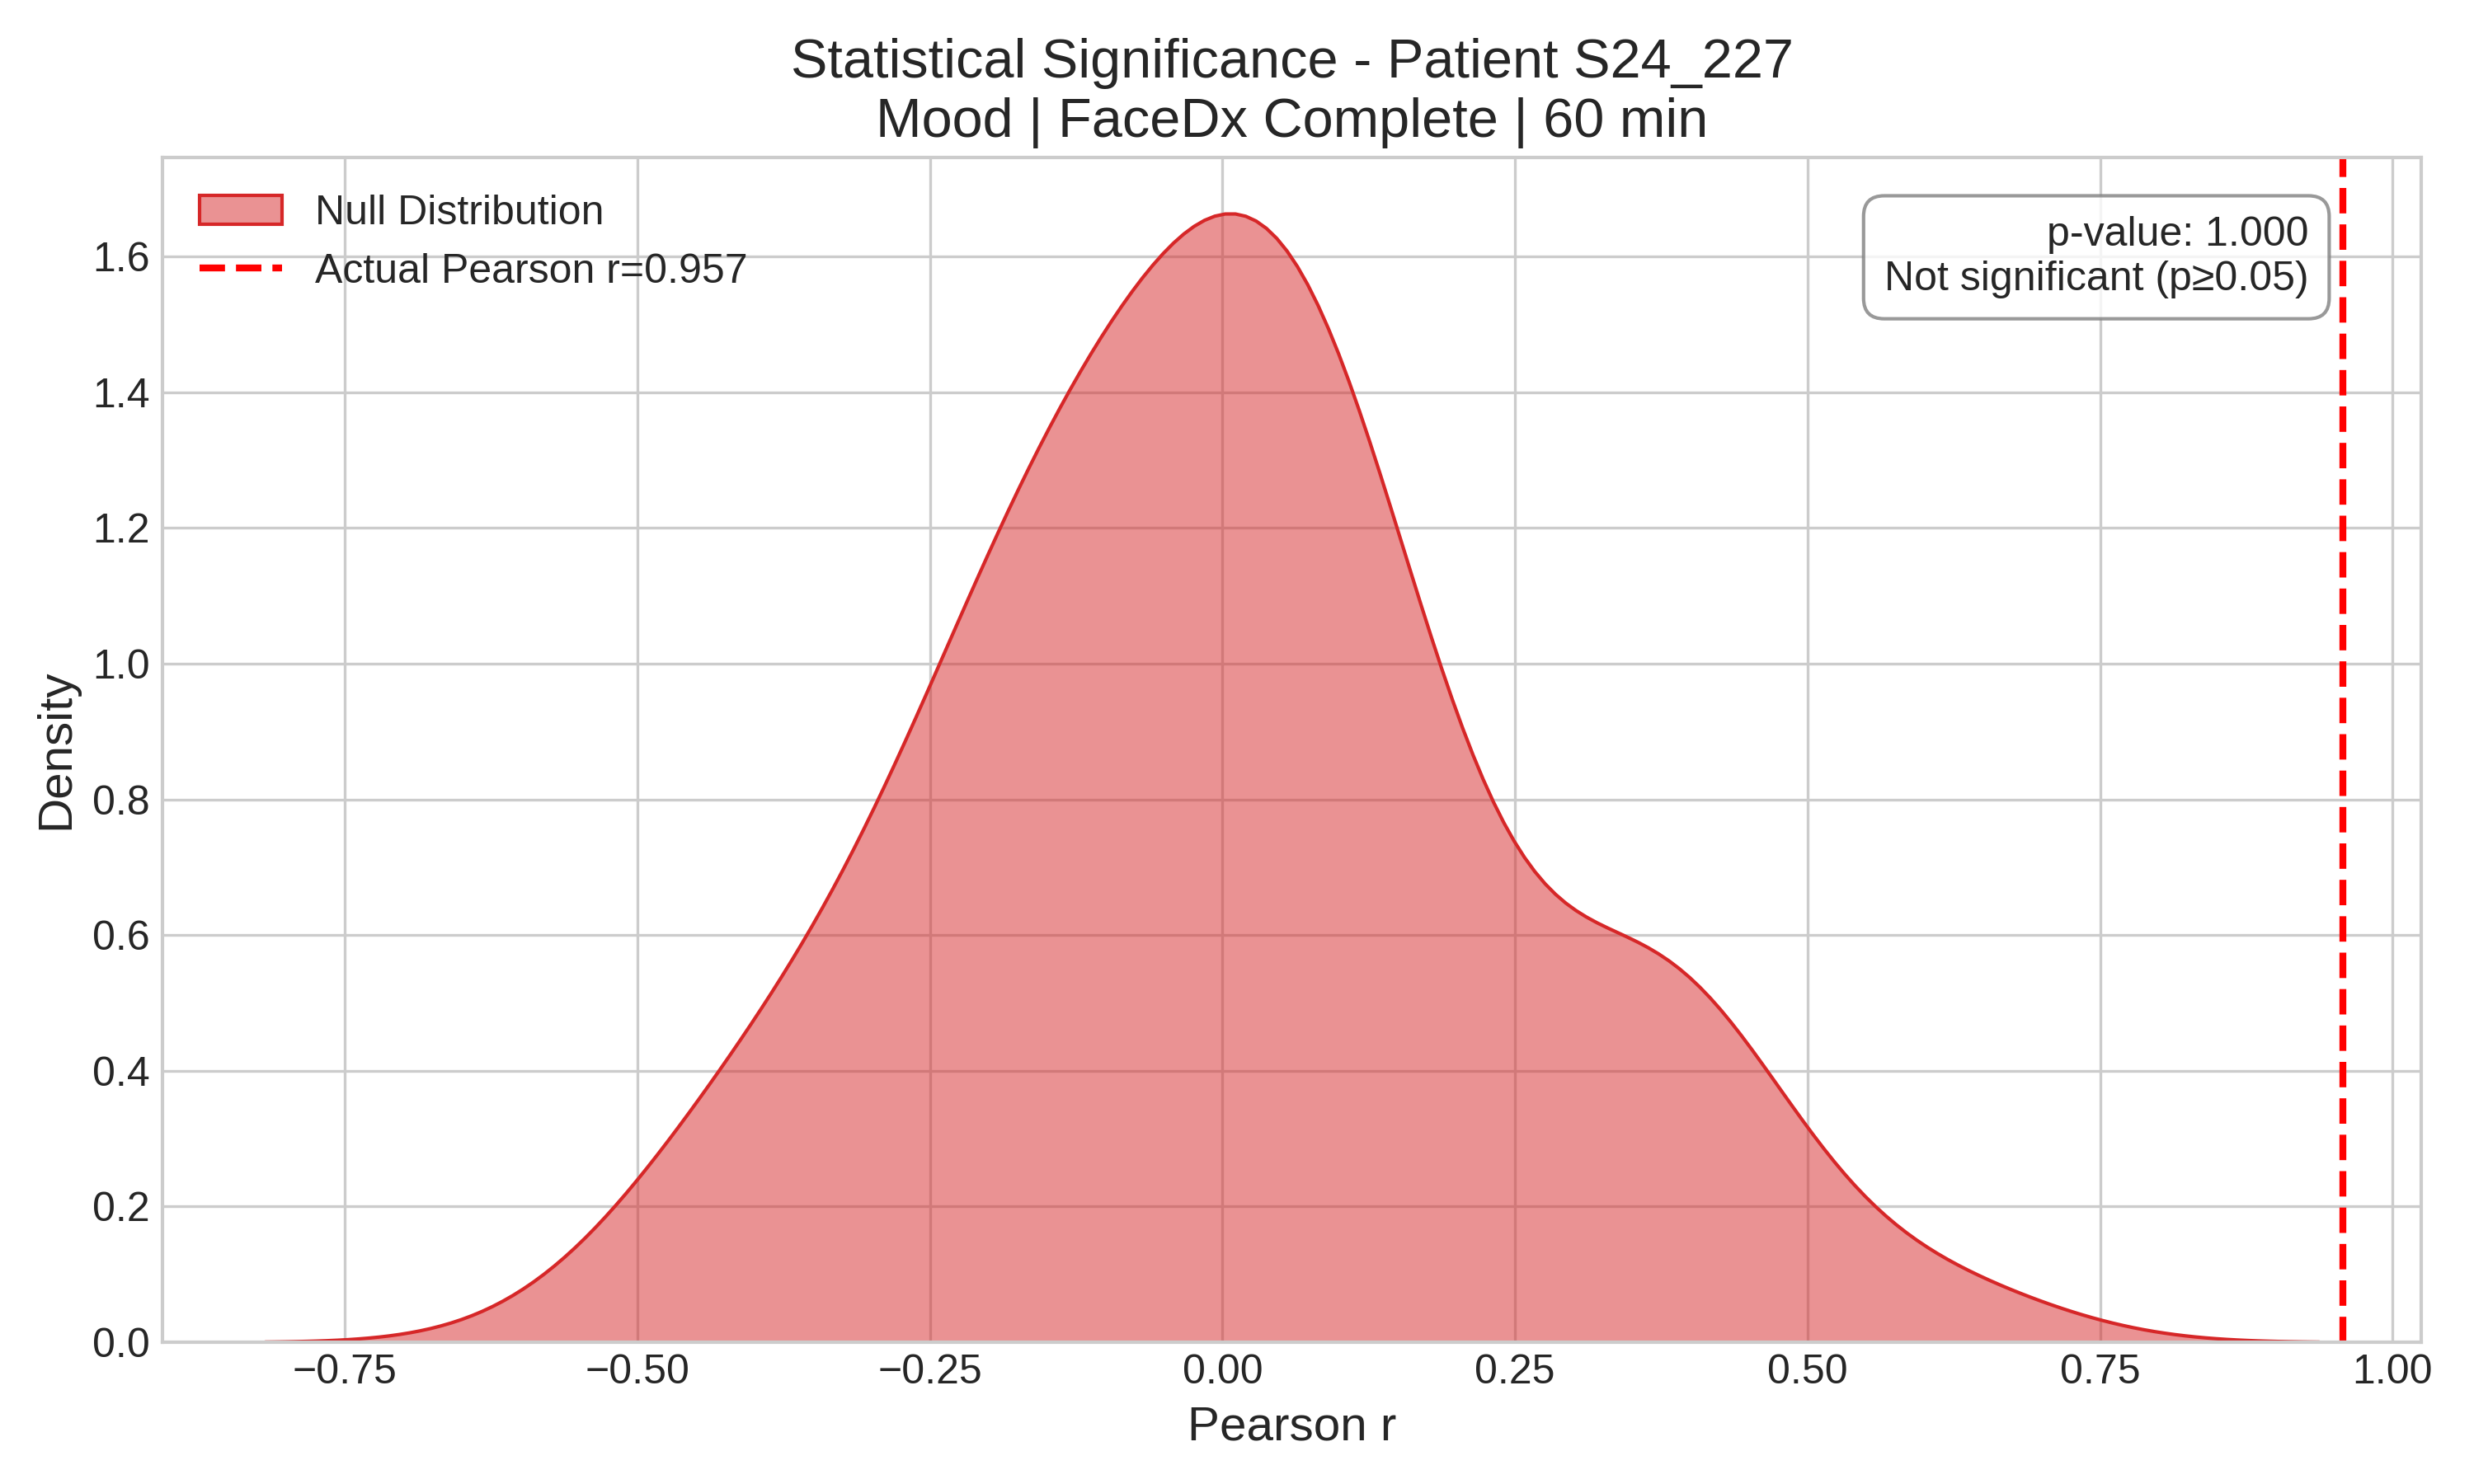 Statistical Significance - Patient S24_227
Mood | FaceDx Complete | 60 min
Null Distribution
Actual Pearson r=0.957
p-value: 1.000
Not significant (p≥0.05)
Density
1.6
1.4
1.2
1.0
0.8
0.6
0.4
0.2
0.0
−0.75 −0.50 −0.25 0.00 0.25 0.50 0.75 1.00
Pearson r